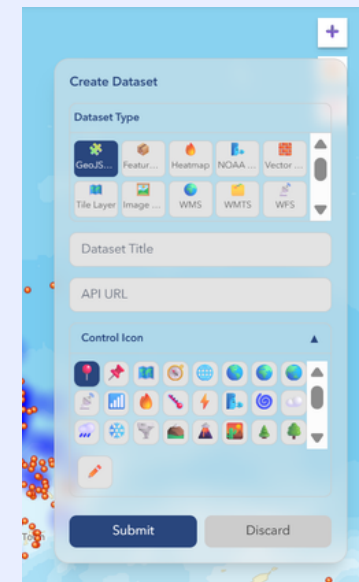 +
Create Dataset
Dataset Type
GeoJS... Featur... Heatmap NOAA ... Vector ...
Tile Layer Image ... WMS WMTS WFS
Dataset Title
API URL
Control Icon ▲
Submit Discard